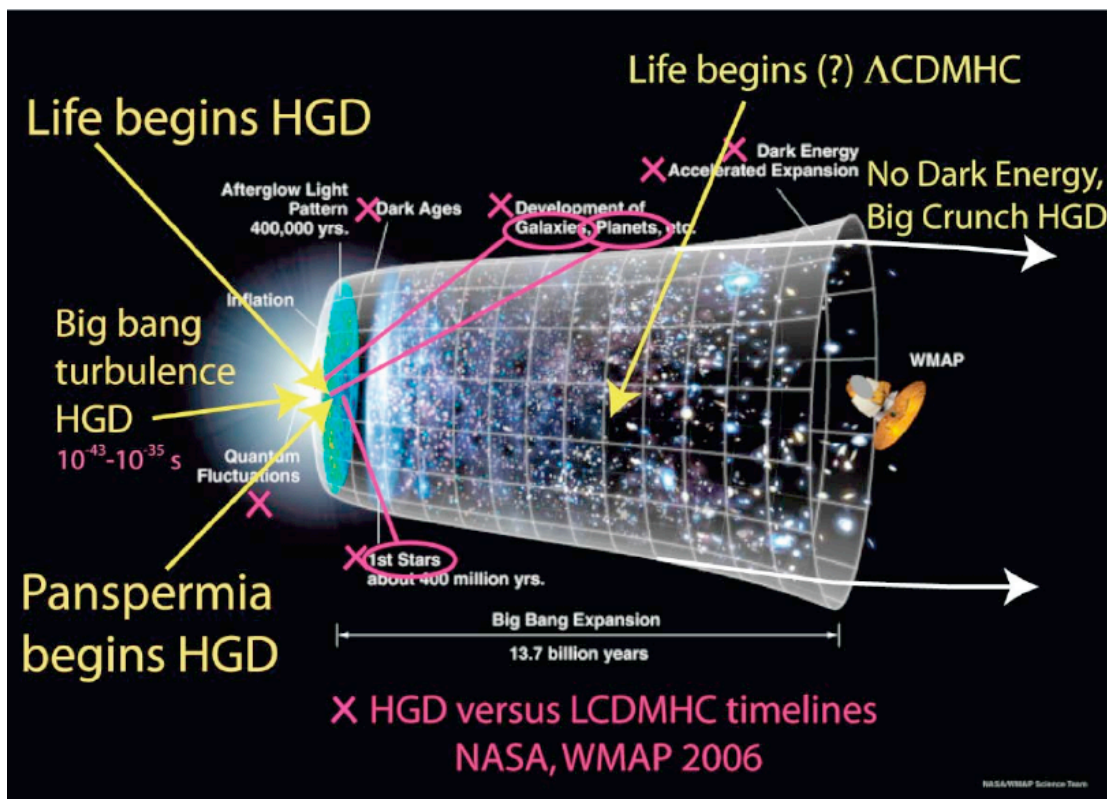 Life begins (?) ΛCDMHC
Life begins HGD
Dark Energy
Accelerated Expansion
No Dark Energy,
Big Crunch HGD
Afterglow Light
Pattern
400,000 yrs.
Dark Ages
Development of
Galaxies, Planets, etc.
Inflation
Big bang
turbulence
HGD
10⁻⁴³-10⁻³⁵ s
WMAP
Quantum
Fluctuations
1st Stars
about 400 million yrs.
Panspermia
begins HGD
Big Bang Expansion
13.7 billion years
× HGD versus LCDMHC timelines
NASA, WMAP 2006
NASA/WMAP Science Team